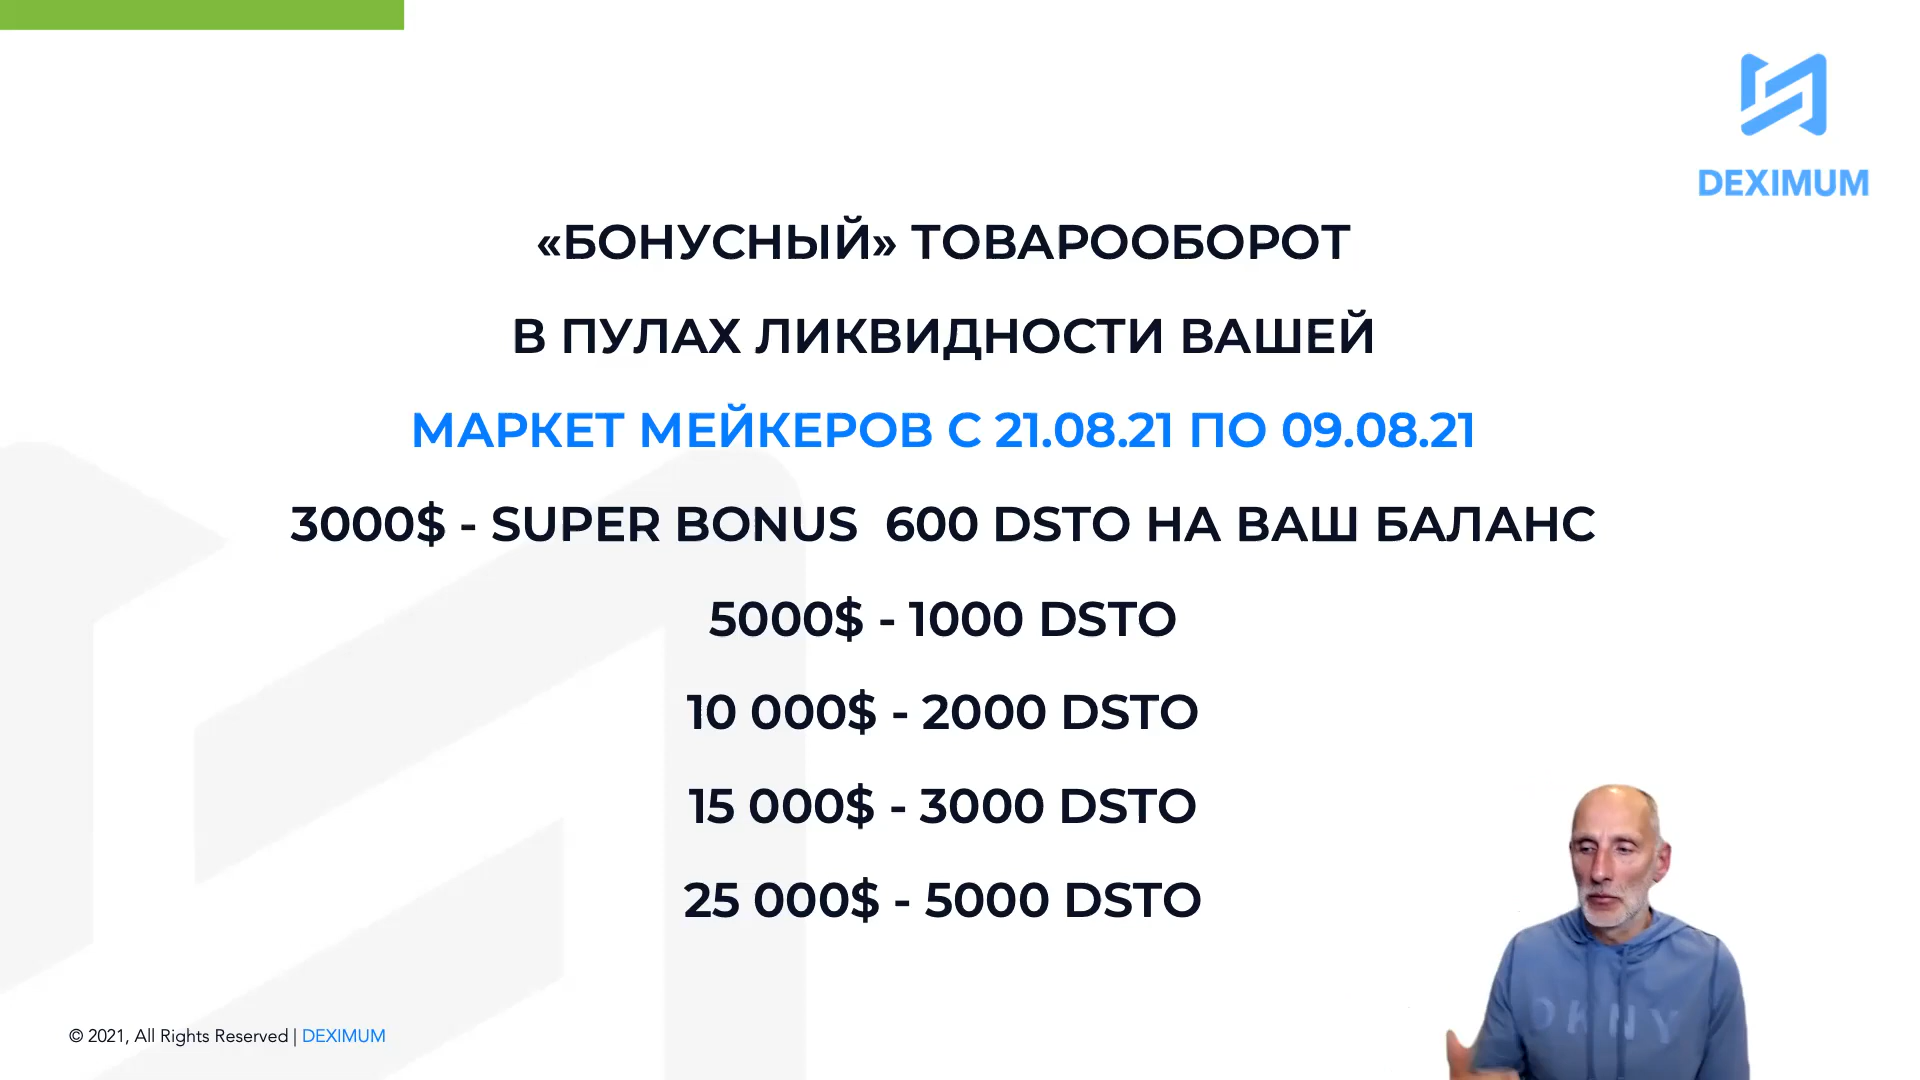 DEXIMUM
«БОНУСНЫЙ» ТОВАРООБОРОТ
В ПУЛАХ ЛИКВИДНОСТИ ВАШЕЙ
МАРКЕТ МЕЙКЕРОВ С 21.08.21 ПО 09.08.21
3000$ - SUPER BONUS 600 DSTO НА ВАШ БАЛАНС
5000$ - 1000 DSTO
10 000$ - 2000 DSTO
15 000$ - 3000 DSTO
25 000$ - 5000 DSTO
DKNY
© 2021, All Rights Reserved | DEXIMUM